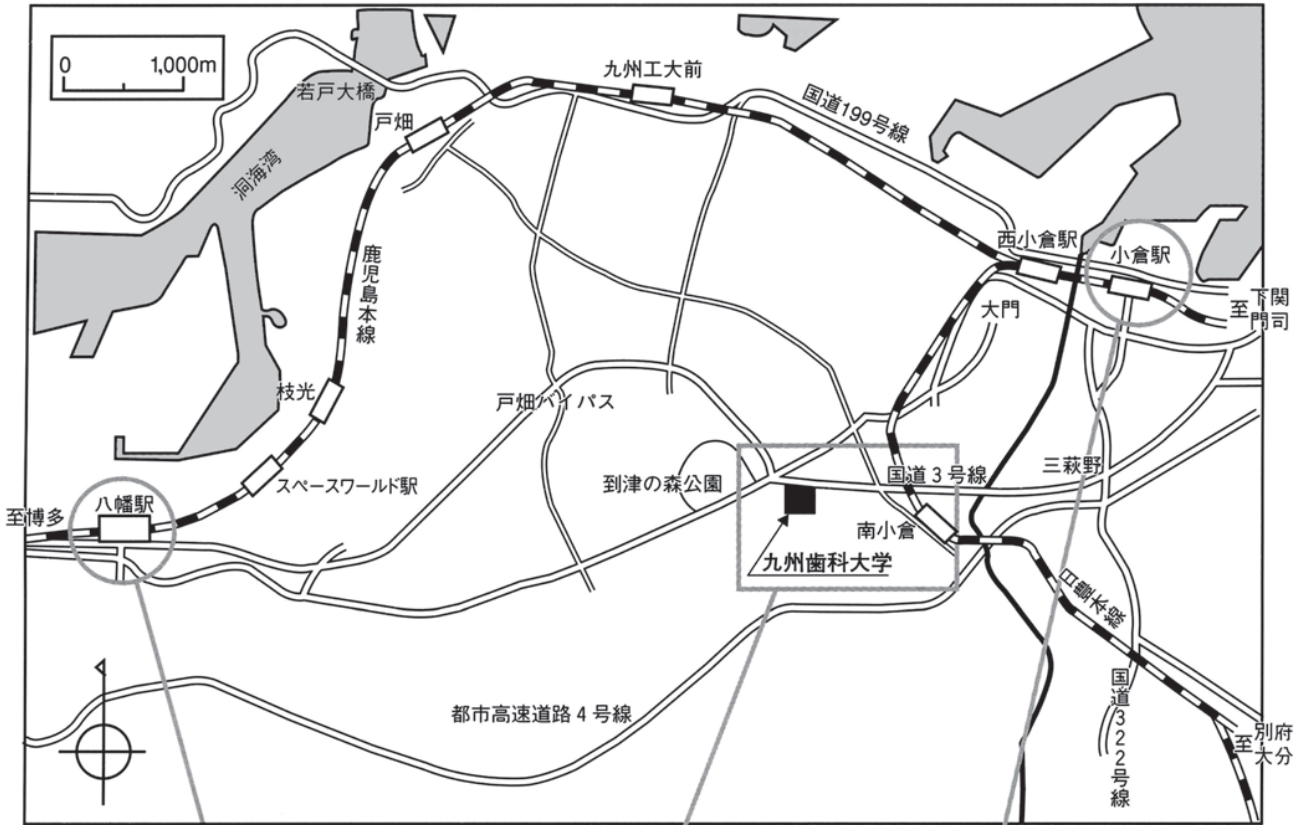 0 1,000m
若戸大橋
九州工大前
国道199号線
戸畑
洞海湾
鹿児島本線
西小倉駅
小倉駅
至 下関
門司
大門
枝光
戸畑バイパス
到津の森公園
国道3号線
三萩野
スペースワールド駅
八幡駅
至博多
南小倉
九州歯科大学
日豊本線
都市高速道路4号線
国道322号線
至 別府
大分